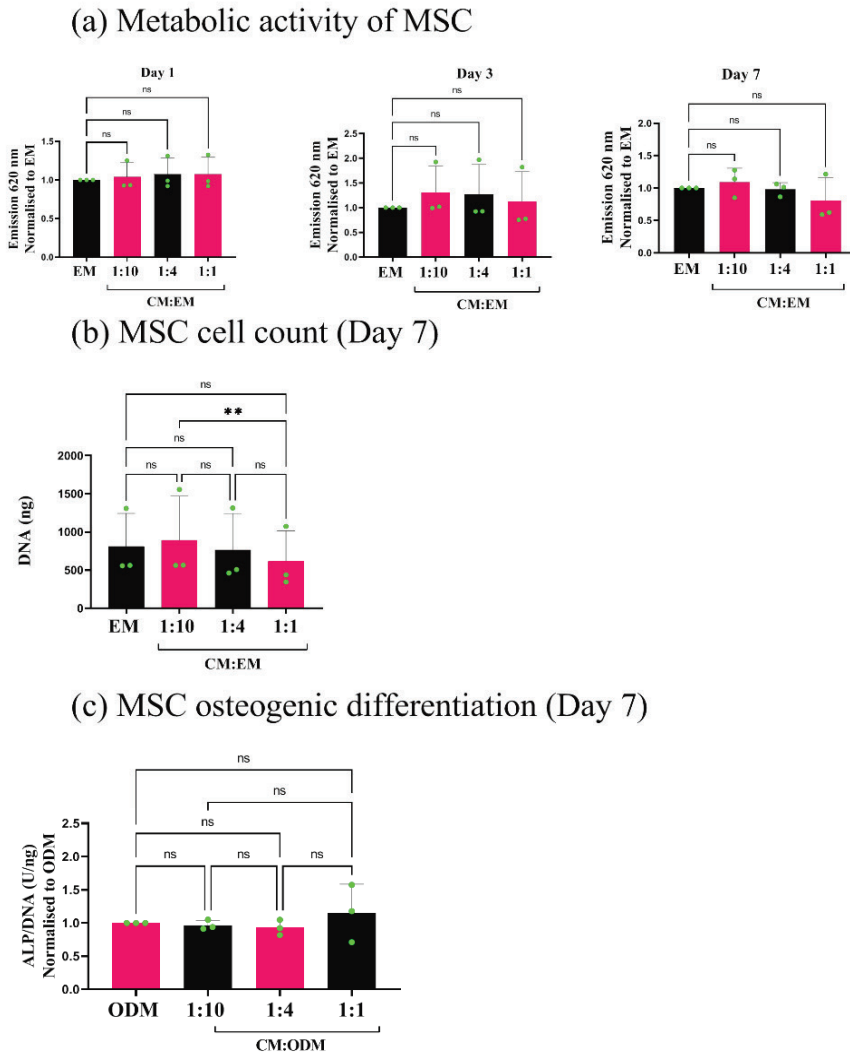 (a) Metabolic activity of MSC
Day 1
ns
ns
ns
Emission 620 nm
Normalised to EM
1.5
1.0
0.5
0.0
EM 1:10 1:4 1:1
CM:EM
Day 3
ns
ns
ns
Emission 620 nm
Normalised to EM
2.5
2.0
1.5
1.0
0.5
0.0
EM 1:10 1:4 1:1
CM:EM
Day 7
ns
ns
ns
Emission 620 nm
Normalised to EM
2.0
1.5
1.0
0.5
0.0
EM 1:10 1:4 1:1
CM:EM
(b) MSC cell count (Day 7)
ns
**
ns
ns ns ns
DNA (ng)
2000
1500
1000
500
0
EM 1:10 1:4 1:1
CM:EM
(c) MSC osteogenic differentiation (Day 7)
ns
ns
ns
ns ns ns
ALP/DNA (U/ng)
Normalised to ODM
2.5
2.0
1.5
1.0
0.5
0.0
ODM 1:10 1:4 1:1
CM:ODM